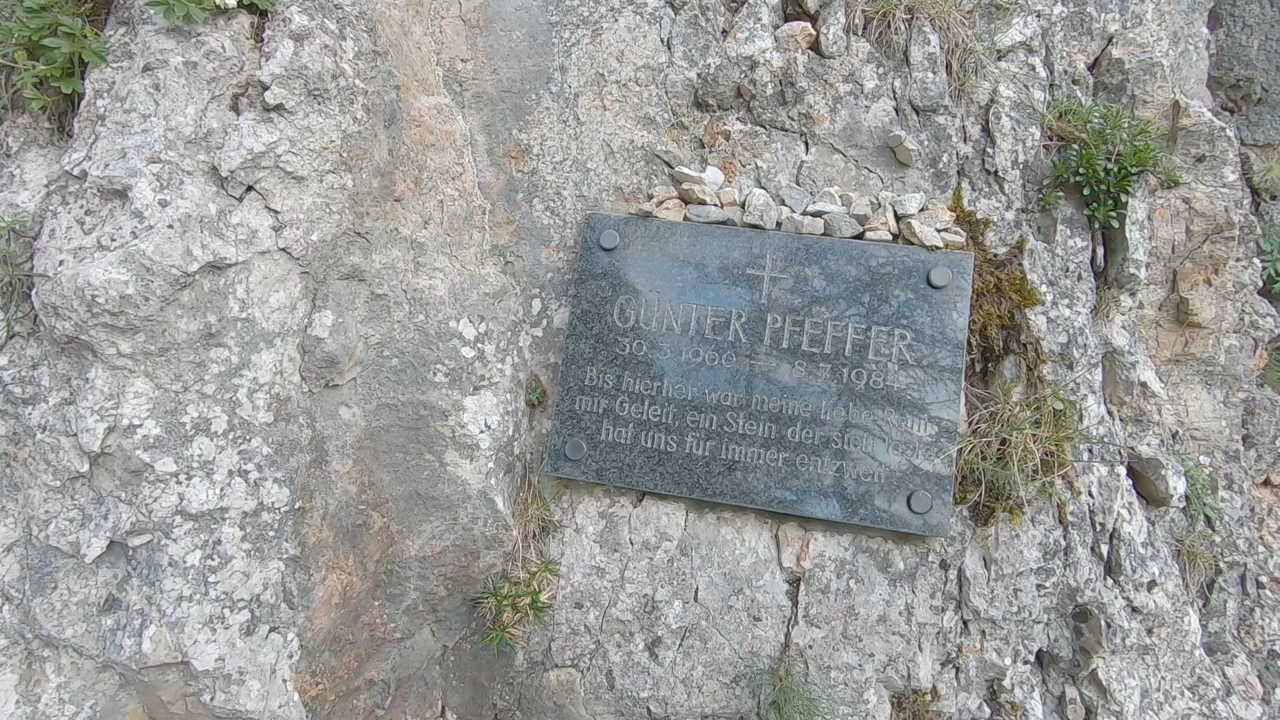 GÜNTER PFEFFER
30.3.1960 — 8.7.1984
Bis hierher war meine liebe
mir Geleit, ein Stein, der sich
hat uns für immer entzweit